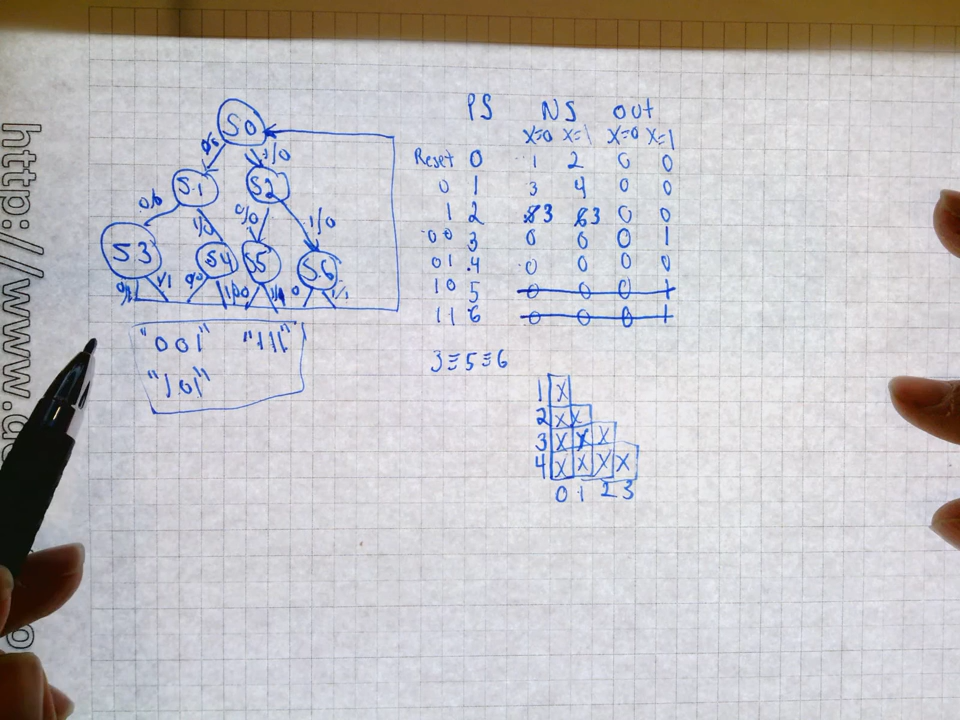 S0
0/0 1/0
S1 S2
0/0 1/0 0/0 1/0
S3 S4 S5 S6
"001" "111"
"101"
PS NS out
X=0 X=1 X=0 X=1
Reset 0 1 2 0 0
0 1 3 4 0 0
1 2 3 3 0 0
00 3 0 0 0 1
01 4 0 0 0 0
10 5 0 0 0 1
11 6 0 0 0 1
3≡5≡6
1 X
2 X X
3 X X X
4 X X X X
0 1 2 3
http://www.